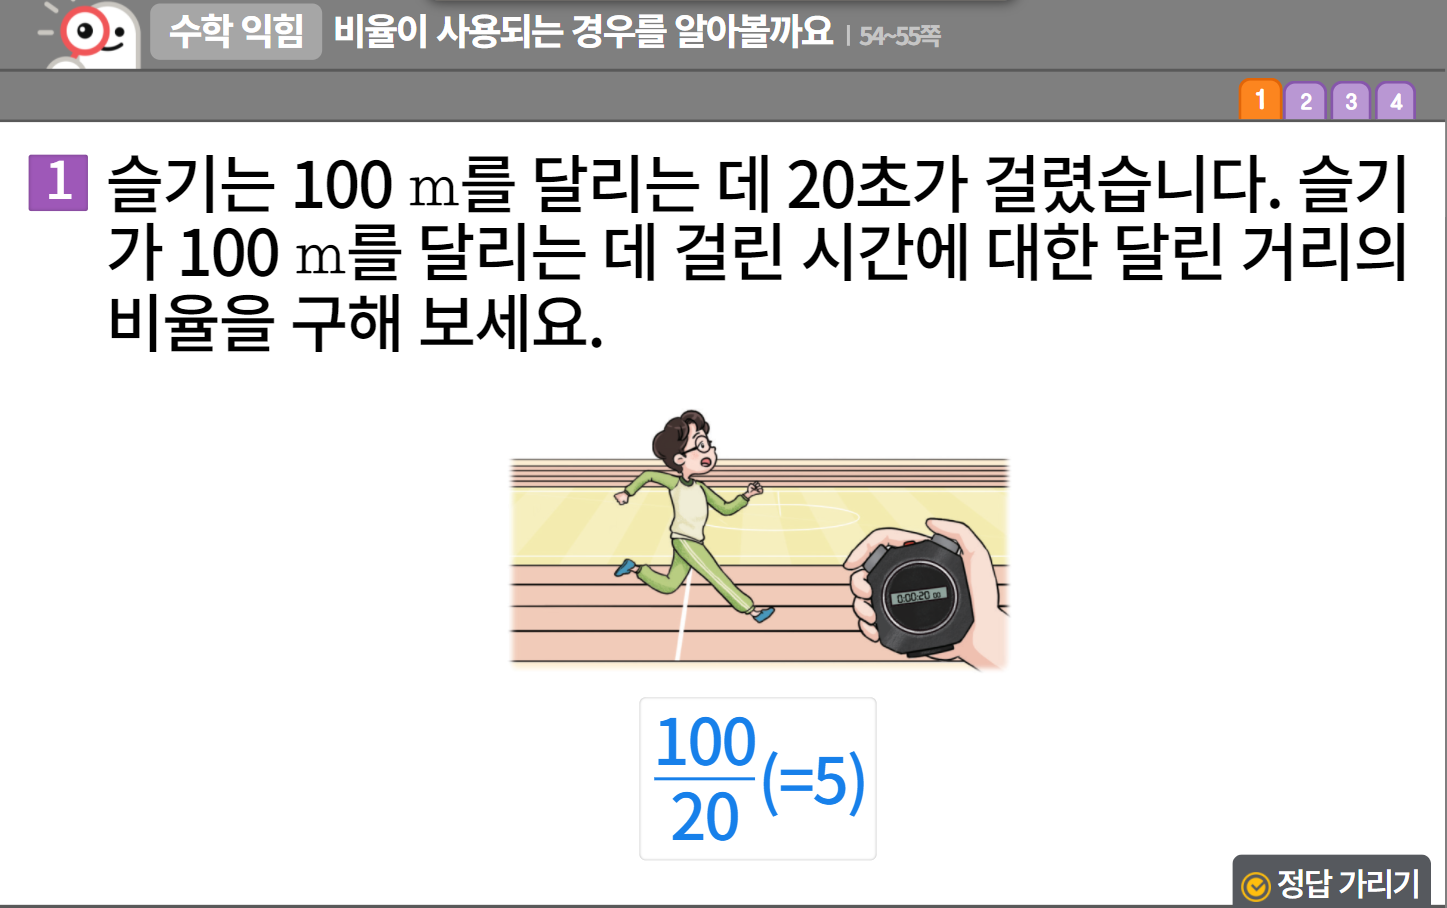 수학 익힘 비율이 사용되는 경우를 알아볼까요 | 54~55쪽
1 2 3 4
1 슬기는 100 m를 달리는 데 20초가 걸렸습니다. 슬기
가 100 m를 달리는 데 걸린 시간에 대한 달린 거리의
비율을 구해 보세요.
0:00:20 00
100
20
(=5)
정답 가리기